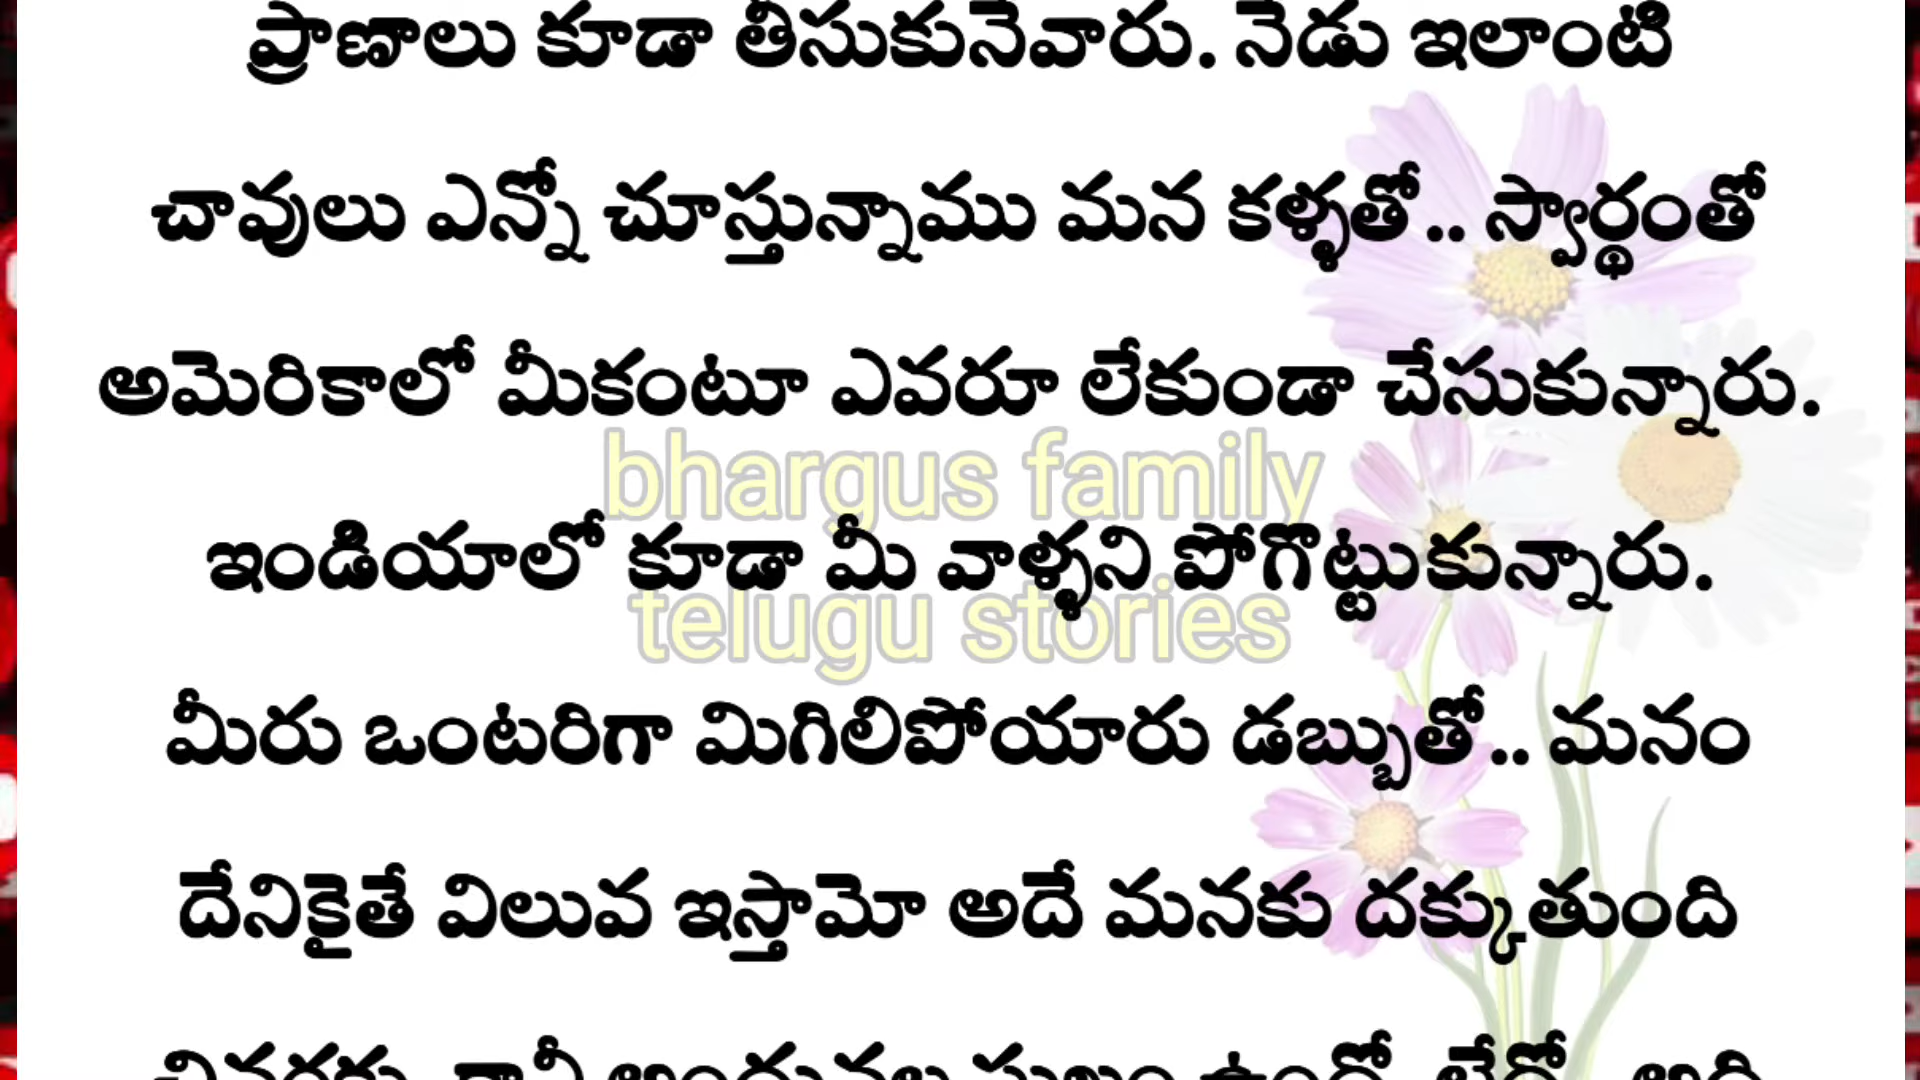 ప్రాణాలు కూడా తీసుకునేవారు. నేడు ఇలాంటి
చావులు ఎన్నో చూస్తున్నాము మన కళ్ళతో.. స్వార్థంతో
అమెరికాలో మీకంటూ ఎవరూ లేకుండా చేసుకున్నారు.
bhargus family
ఇండియాలో కూడా మీ వాళ్ళని పోగొట్టుకున్నారు.
telugu stories
మీరు ఒంటరిగా మిగిలిపోయారు డబ్బుతో.. మనం
దేనికైతే విలువ ఇస్తామో అదే మనకు దక్కుతుంది